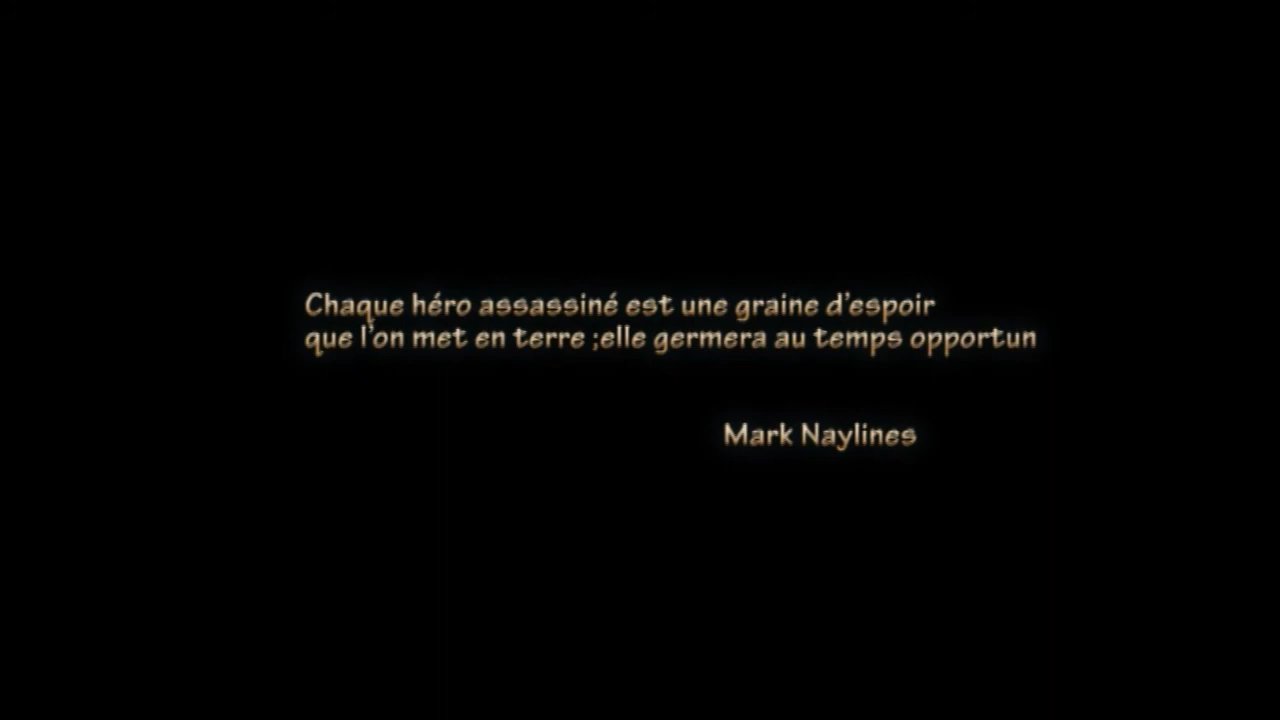 Chaque héro assassiné est une graine d'espoir
que l'on met en terre ;elle germera au temps opportun
Mark Naylines